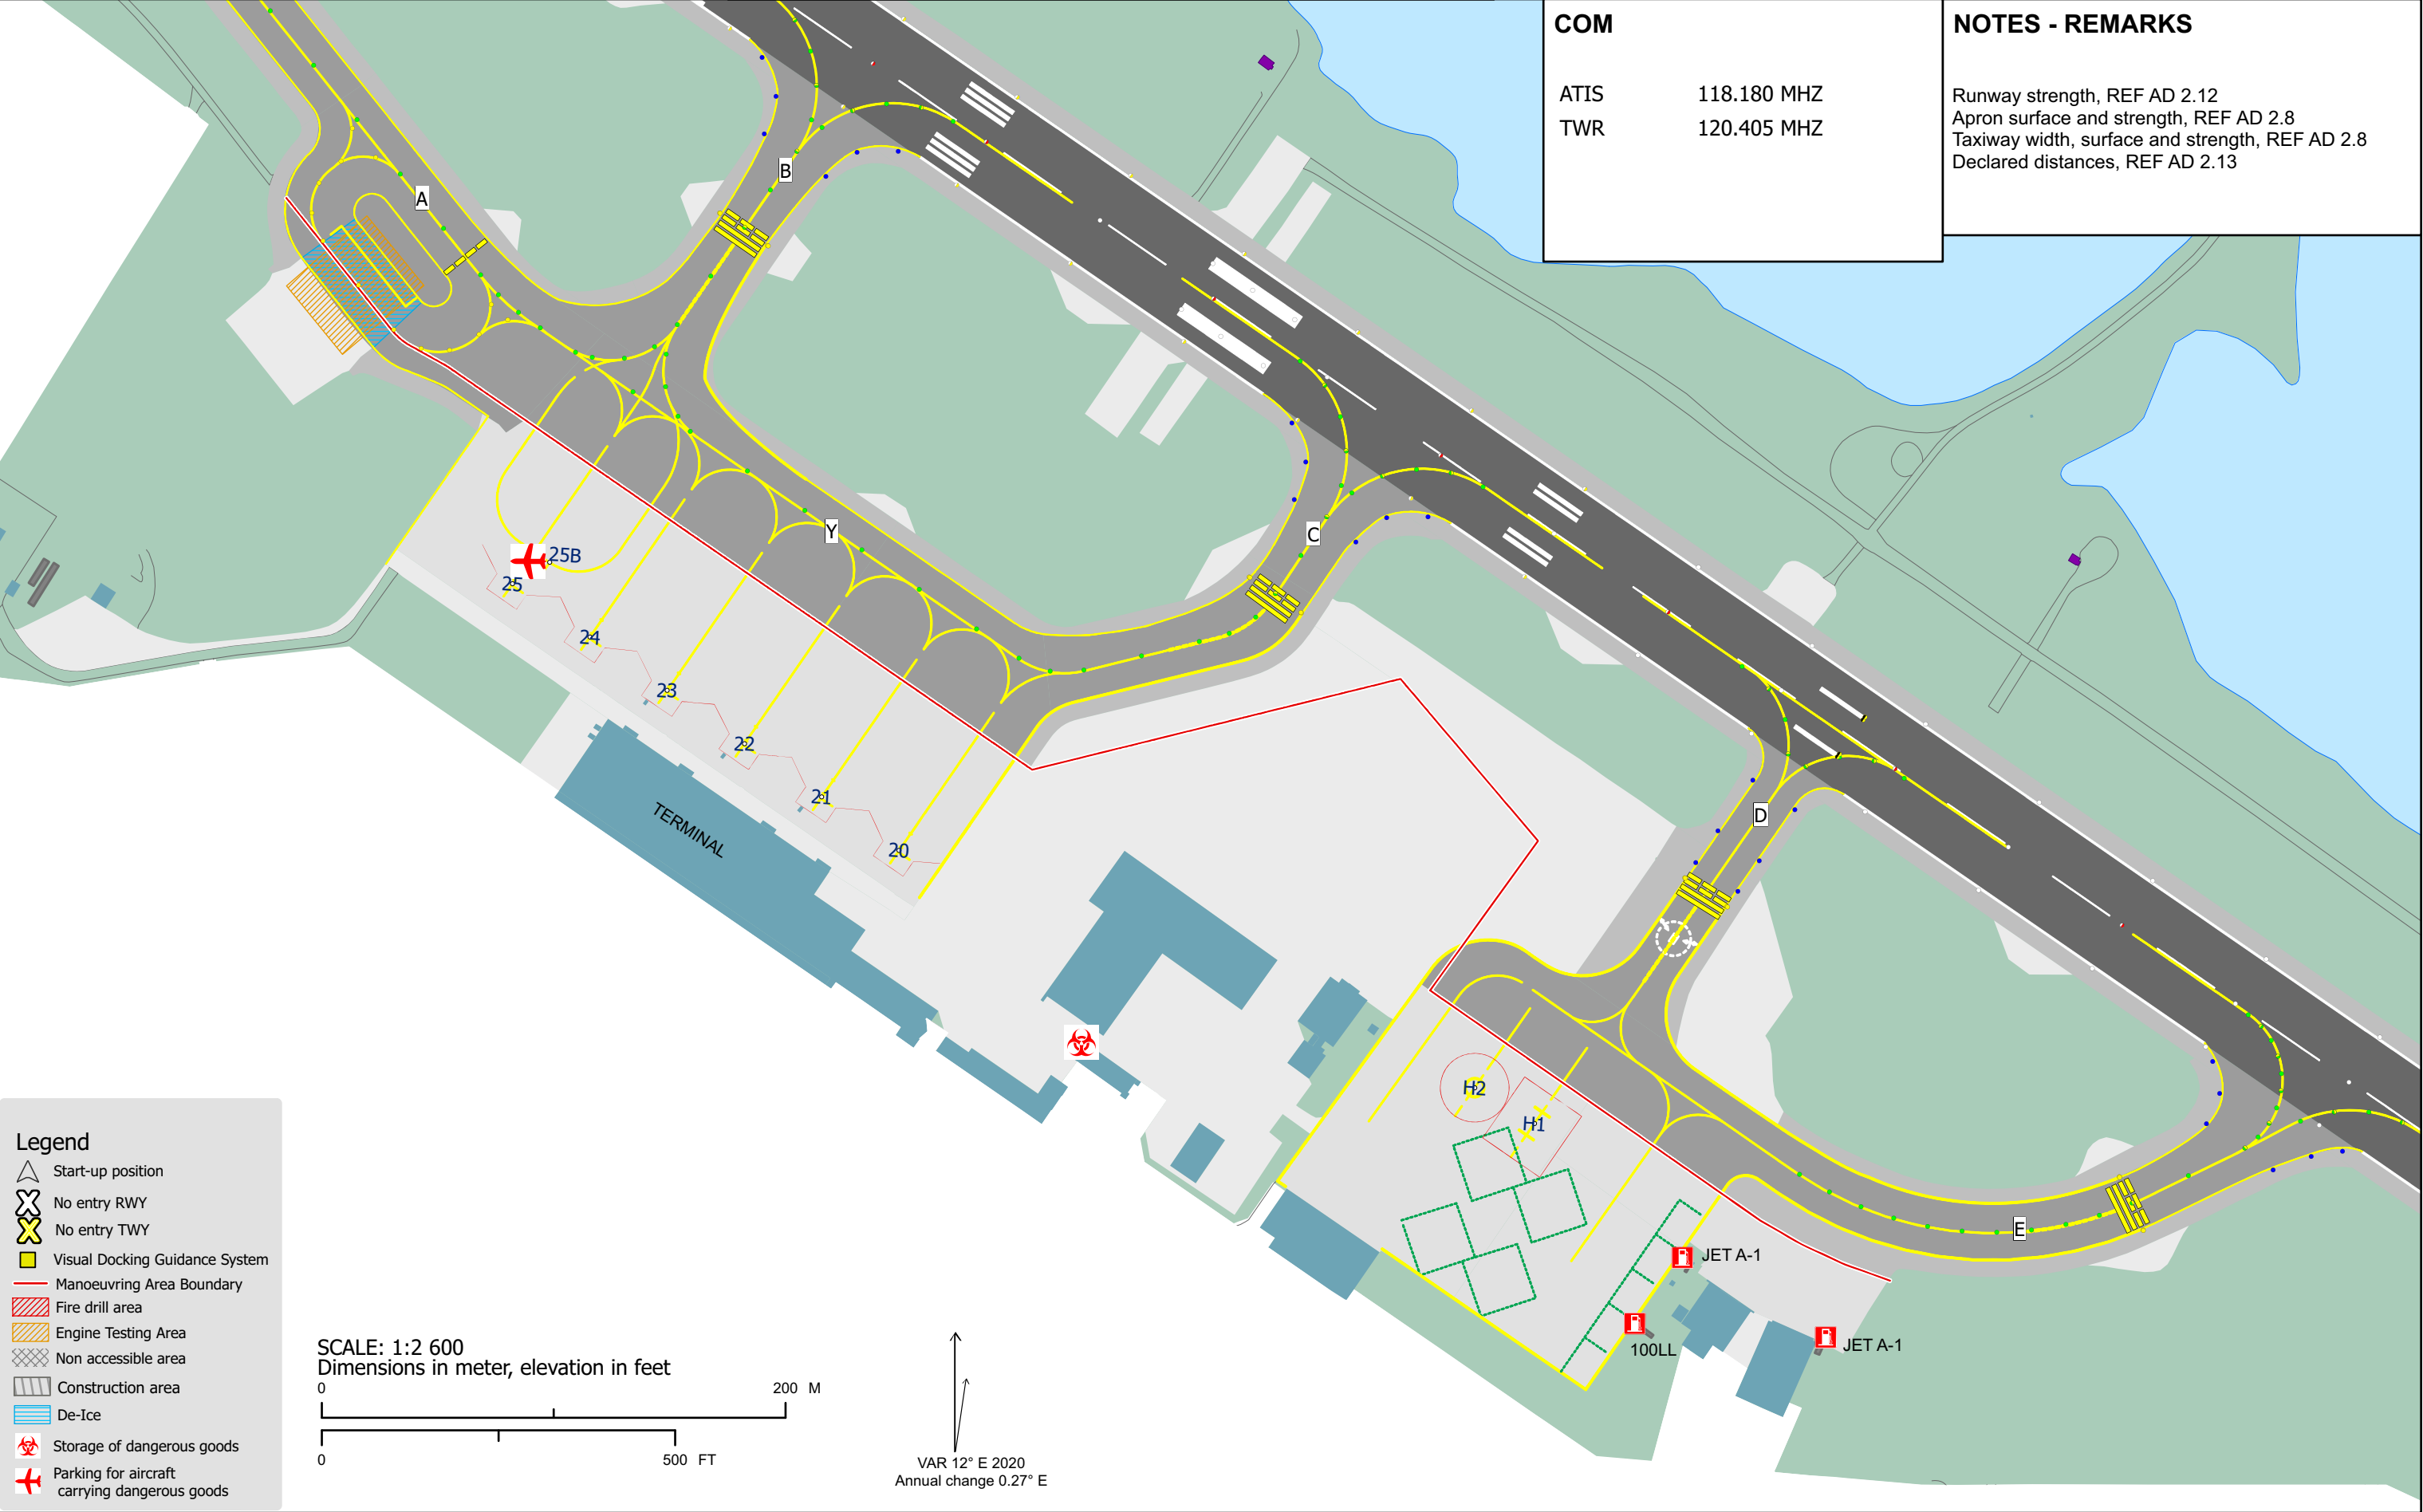 COM
ATIS 118.180 MHZ
TWR 120.405 MHZ
NOTES - REMARKS
Runway strength, REF AD 2.12
Apron surface and strength, REF AD 2.8
Taxiway width, surface and strength, REF AD 2.8
Declared distances, REF AD 2.13
A
B
Y
C
D
E
25B
25
24
23
22
21
20
TERMINAL
H2
H1
JET A-1
100LL
JET A-1
Legend
Start-up position
No entry RWY
No entry TWY
Visual Docking Guidance System
Manoeuvring Area Boundary
Fire drill area
Engine Testing Area
Non accessible area
Construction area
De-Ice
Storage of dangerous goods
Parking for aircraft
carrying dangerous goods
SCALE: 1:2 600
Dimensions in meter, elevation in feet
0 200 M
0 500 FT
VAR 12° E 2020
Annual change 0.27° E